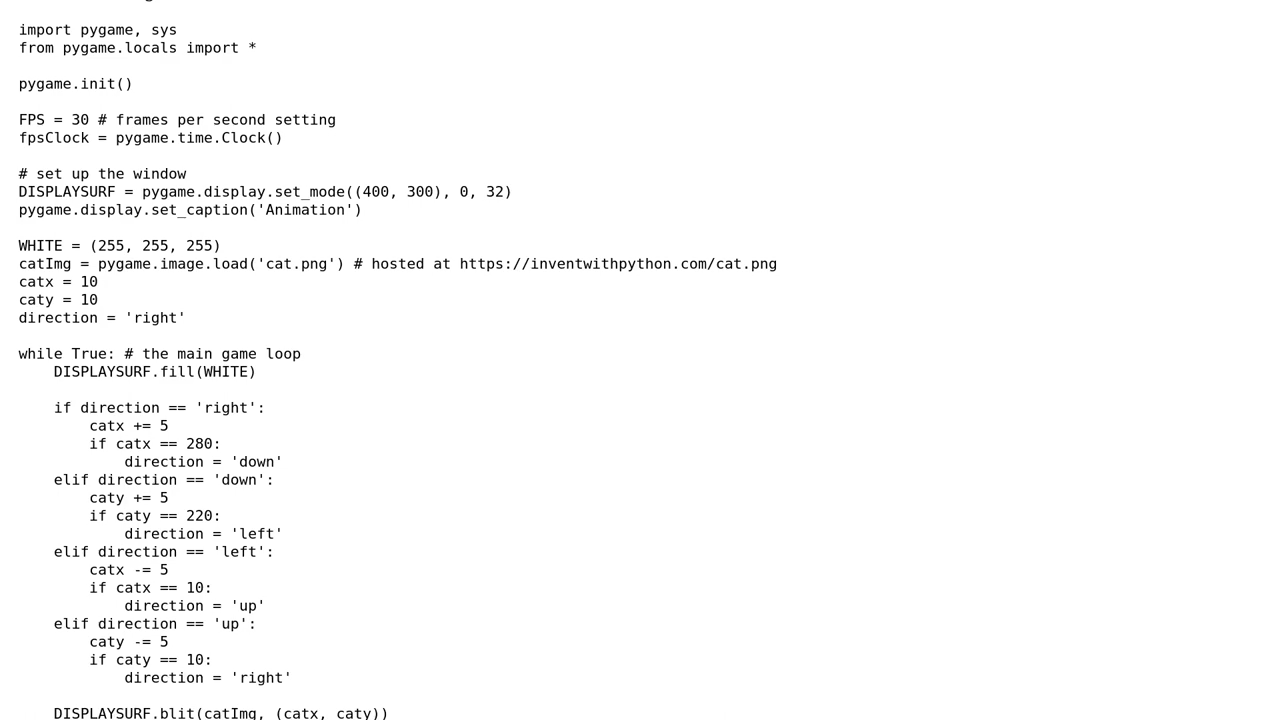 import pygame, sys
from pygame.locals import *

pygame.init()

FPS = 30 # frames per second setting
fpsClock = pygame.time.Clock()

# set up the window
DISPLAYSURF = pygame.display.set_mode((400, 300), 0, 32)
pygame.display.set_caption('Animation')

WHITE = (255, 255, 255)
catImg = pygame.image.load('cat.png') # hosted at https://inventwithpython.com/cat.png
catx = 10
caty = 10
direction = 'right'

while True: # the main game loop
    DISPLAYSURF.fill(WHITE)

    if direction == 'right':
        catx += 5
        if catx == 280:
            direction = 'down'
    elif direction == 'down':
        caty += 5
        if caty == 220:
            direction = 'left'
    elif direction == 'left':
        catx -= 5
        if catx == 10:
            direction = 'up'
    elif direction == 'up':
        caty -= 5
        if caty == 10:
            direction = 'right'

    DISPLAYSURF.blit(catImg, (catx, caty))